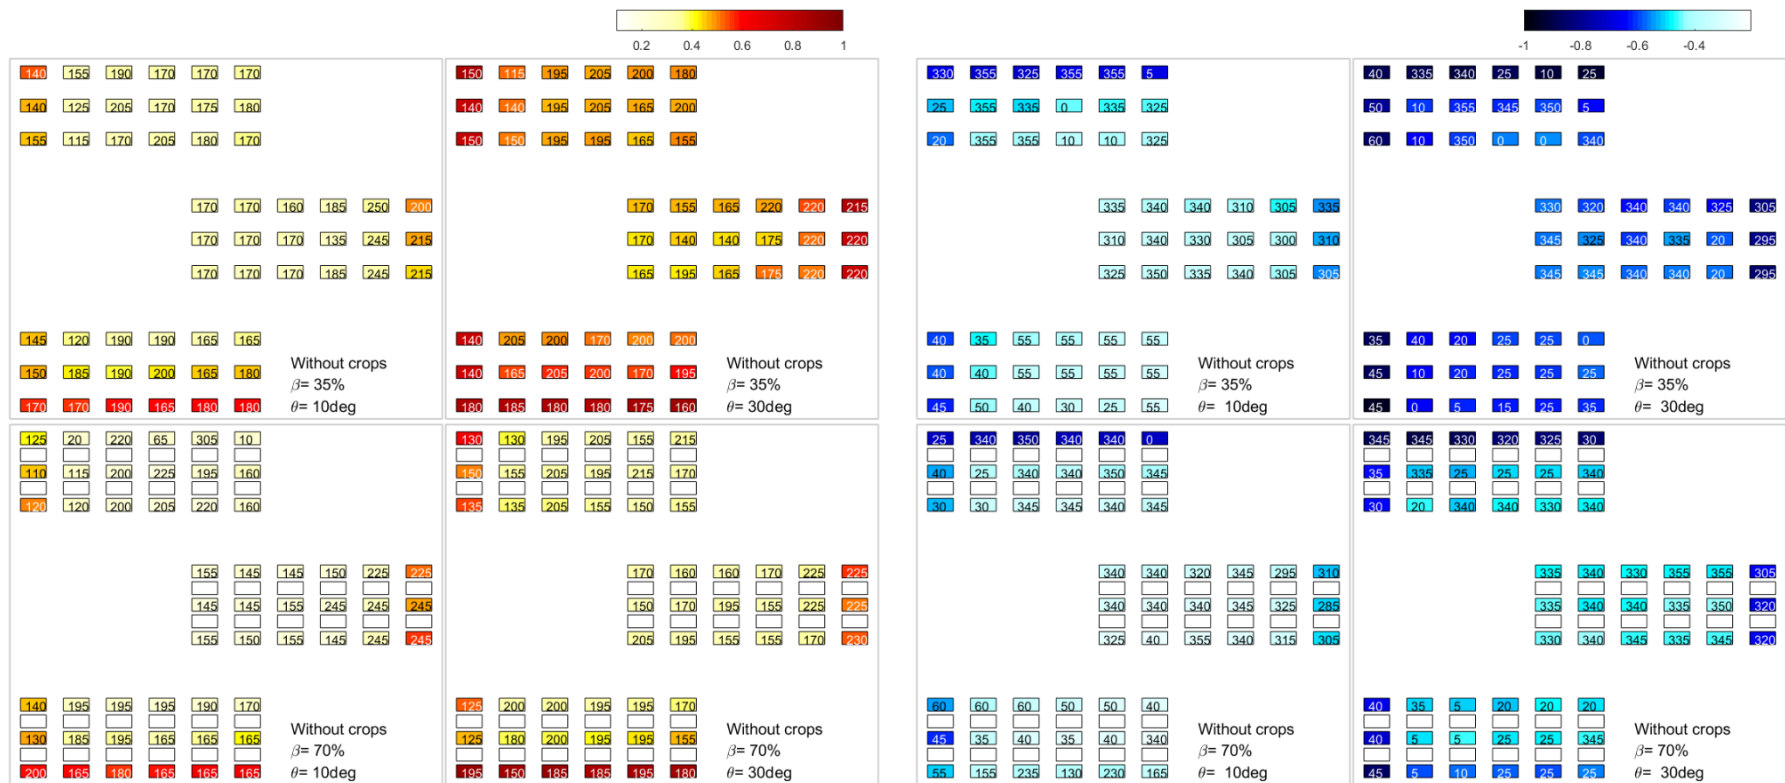 0.2 0.4 0.6 0.8 1
-1 -0.8 -0.6 -0.4
140 155 190 170 170 170
140 125 205 170 175 180
155 115 170 205 180 170
170 170 160 185 250 200
170 170 170 135 245 215
170 170 170 185 245 215
145 120 190 190 165 165
150 185 190 200 165 180
170 170 190 165 180 180
Without crops
β= 35%
θ= 10deg
150 115 195 205 200 180
140 140 195 205 165 200
150 150 195 195 165 155
170 155 165 220 220 215
170 140 140 175 220 220
165 195 165 175 220 220
140 205 200 170 200 200
140 165 205 200 170 195
180 185 180 180 175 160
Without crops
β= 35%
θ= 30deg
330 355 325 355 355 5
25 355 335 0 335 325
20 355 355 10 10 325
335 340 340 310 305 335
310 340 330 305 300 310
325 350 335 340 305 305
40 35 55 55 55 55
40 40 55 55 55 55
45 50 40 30 25 55
Without crops
β= 35%
θ= 10deg
40 335 340 25 10 25
50 10 355 345 350 5
60 10 350 0 0 340
330 320 340 340 325 305
345 325 340 335 20 295
345 345 340 340 20 295
35 40 20 25 25 0
45 10 20 25 25 25
45 0 5 15 25 35
Without crops
β= 35%
θ= 30deg
125 20 220 65 305 10
110 115 200 225 195 160
120 120 200 205 220 160
155 145 145 150 225 225
145 145 155 245 245 245
155 150 155 145 245 245
140 195 195 195 190 170
130 185 195 165 165 165
200 165 180 165 165 165
Without crops
β= 70%
θ= 10deg
130 130 195 205 155 215
150 155 205 195 215 170
135 135 205 155 150 155
170 160 160 170 225 225
150 170 195 155 225 225
205 195 155 155 170 230
125 200 200 195 195 170
125 180 200 195 195 155
195 150 185 185 195 180
Without crops
β= 70%
θ= 30deg
25 340 350 340 340 0
40 25 340 340 350 345
30 30 345 345 340 345
340 340 320 345 295 310
340 340 340 345 325 285
325 40 355 340 315 305
60 60 60 50 50 40
45 35 40 35 40 340
55 155 235 130 230 165
Without crops
β= 70%
θ= 10deg
345 345 330 320 325 30
35 335 25 25 25 340
30 20 340 340 330 340
335 340 330 355 355 305
335 340 340 335 350 320
330 340 345 335 345 320
40 35 5 20 20 20
40 5 5 25 25 345
45 5 10 25 25 25
Without crops
β= 70%
θ= 30deg